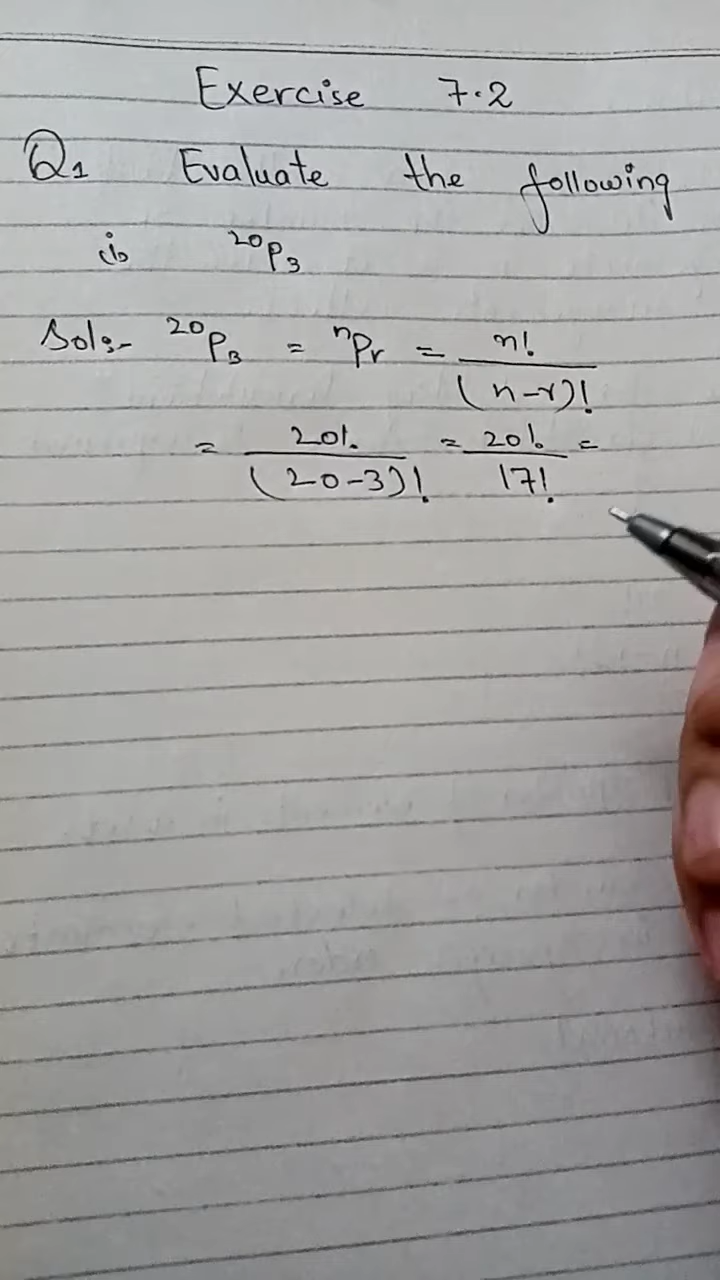 Exercise 7.2
Q1 Evaluate the following
i) ²⁰P₃
Sol:- ²⁰P₃ = ⁿPr = n! / (n-r)!
= 20! / (20-3)! = 20! / 17! =